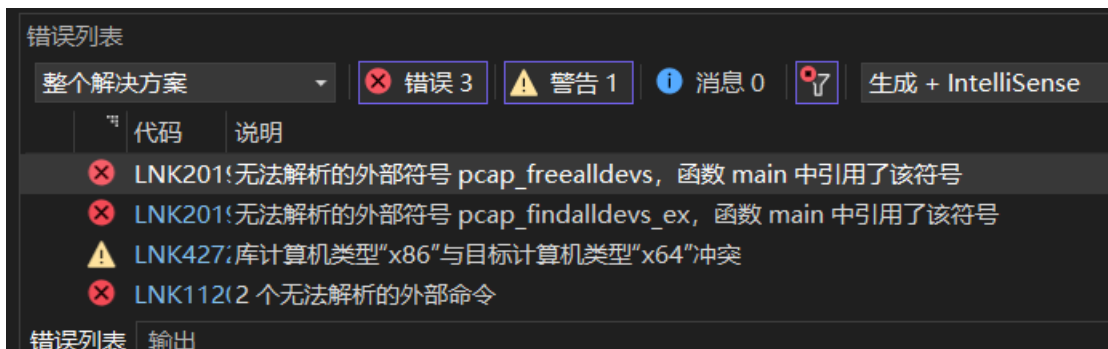 错误列表
整个解决方案 错误 3 警告 1 消息 0 生成 + IntelliSense
代码 说明
LNK2019 无法解析的外部符号 pcap_freealldevs，函数 main 中引用了该符号
LNK2019 无法解析的外部符号 pcap_findalldevs_ex，函数 main 中引用了该符号
LNK4272 库计算机类型“x86”与目标计算机类型“x64”冲突
LNK1120 2 个无法解析的外部命令
错误列表 输出